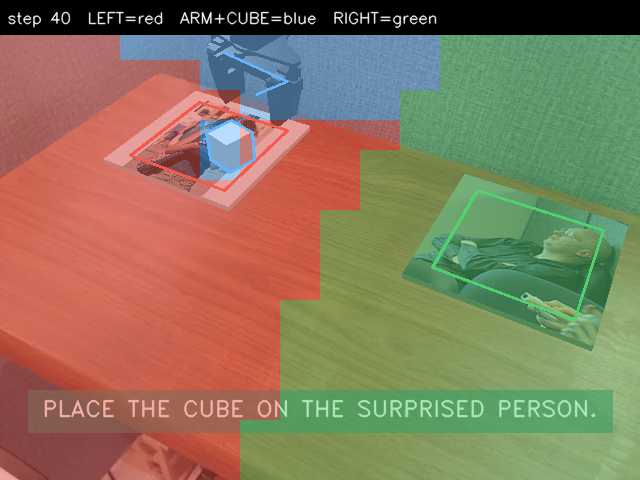 step 40 LEFT=red ARM+CUBE=blue RIGHT=green
PLACE THE CUBE ON THE SURPRISED PERSON.